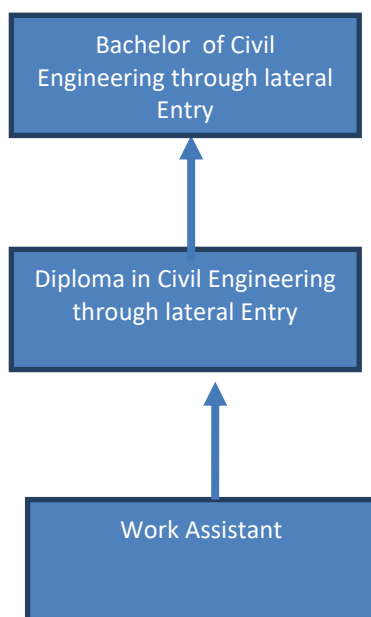 Bachelor  of Civil
Engineering through lateral
Entry
Diploma in Civil Engineering
through lateral Entry
Work Assistant